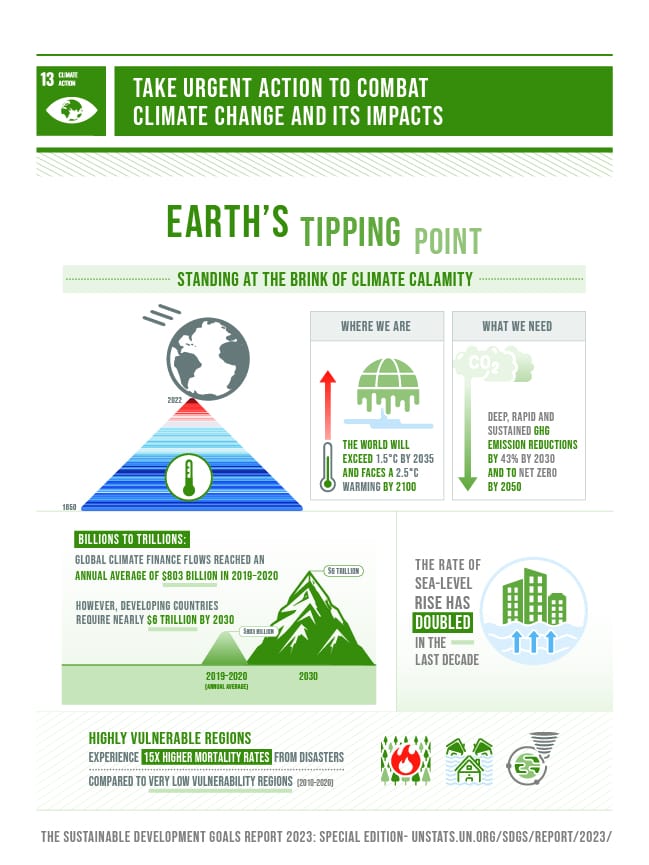 13 CLIMATE
ACTION
TAKE URGENT ACTION TO COMBAT
CLIMATE CHANGE AND ITS IMPACTS
EARTH'S TIPPING POINT
STANDING AT THE BRINK OF CLIMATE CALAMITY
2022
1850
WHERE WE ARE
THE WORLD WILL
EXCEED 1.5°C BY 2035
AND FACES A 2.5°C
WARMING BY 2100
WHAT WE NEED
CO2
DEEP, RAPID AND
SUSTAINED GHG
EMISSION REDUCTIONS
BY 43% BY 2030
AND TO NET ZERO
BY 2050
BILLIONS TO TRILLIONS:
GLOBAL CLIMATE FINANCE FLOWS REACHED AN
ANNUAL AVERAGE OF $803 BILLION IN 2019-2020
HOWEVER, DEVELOPING COUNTRIES
REQUIRE NEARLY $6 TRILLION BY 2030
$6 TRILLION
$803 BILLION
2019-2020
(ANNUAL AVERAGE)
2030
THE RATE OF
SEA-LEVEL
RISE HAS
DOUBLED
IN THE
LAST DECADE
HIGHLY VULNERABLE REGIONS
EXPERIENCE 15X HIGHER MORTALITY RATES FROM DISASTERS
COMPARED TO VERY LOW VULNERABILITY REGIONS (2010-2020)
THE SUSTAINABLE DEVELOPMENT GOALS REPORT 2023: SPECIAL EDITION- UNSTATS.UN.ORG/SDGS/REPORT/2023/